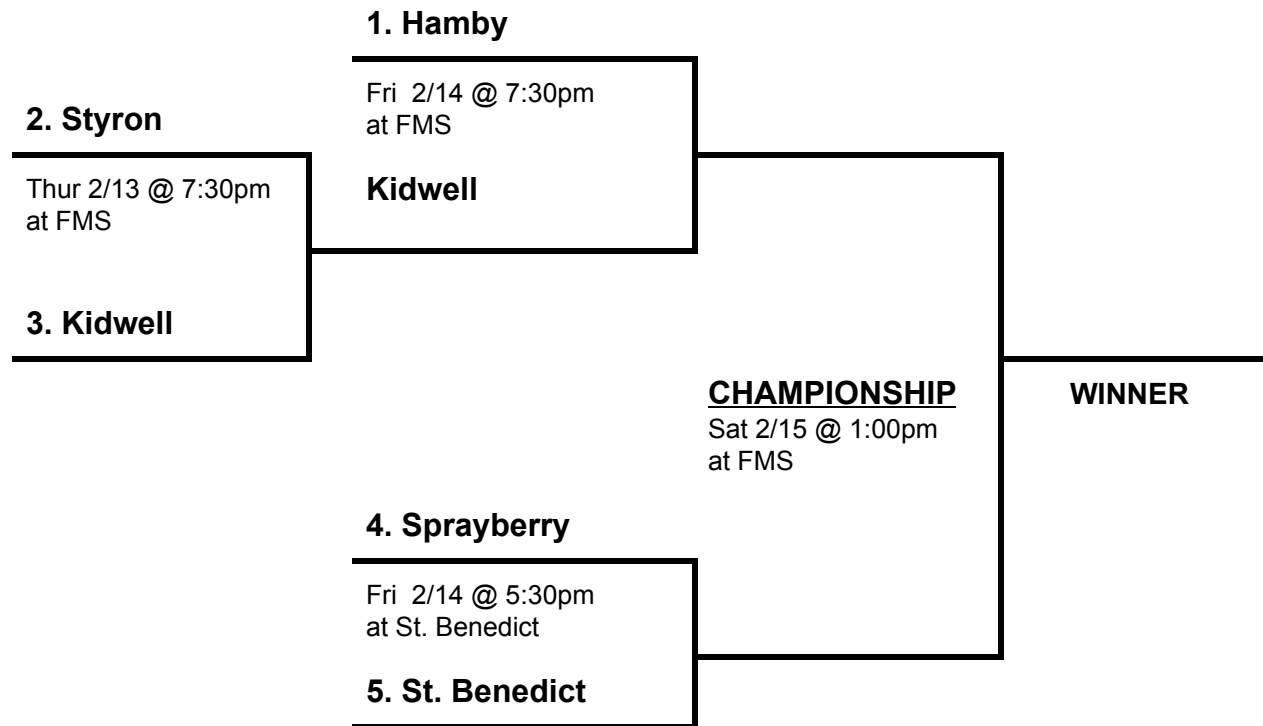 1. Hamby
Fri 2/14 @ 7:30pm
at FMS
2. Styron
Thur 2/13 @ 7:30pm
at FMS
Kidwell
3. Kidwell
CHAMPIONSHIP
Sat 2/15 @ 1:00pm
at FMS
WINNER
4. Sprayberry
Fri 2/14 @ 5:30pm
at St. Benedict
5. St. Benedict